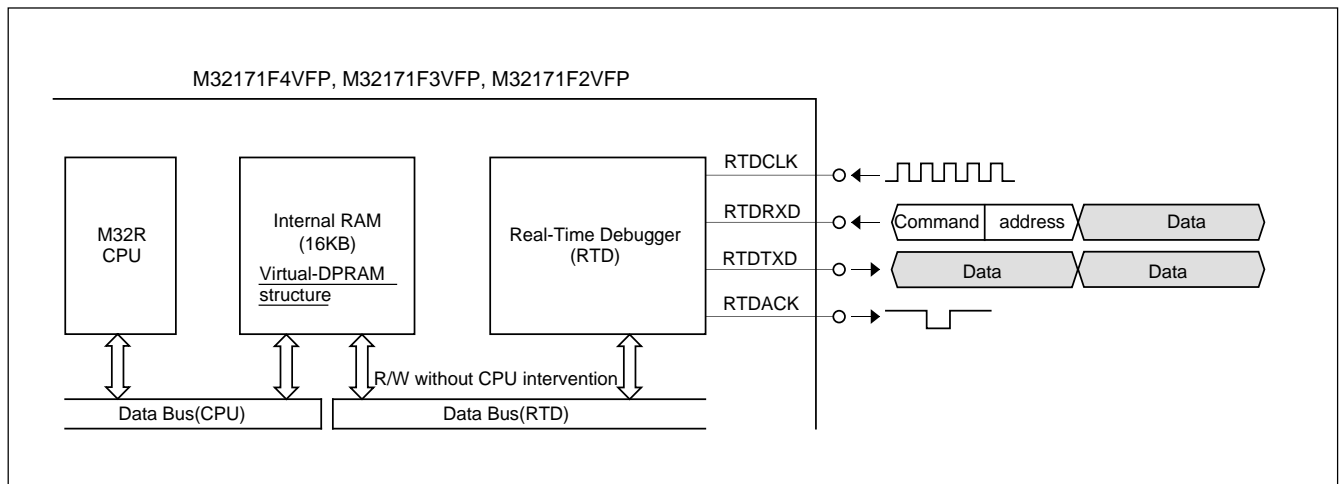 M32171F4VFP, M32171F3VFP, M32171F2VFP
M32R
CPU
Internal RAM
(16KB)
Virtual-DPRAM
structure
Real-Time Debugger
(RTD)
RTDCLK
RTDRXD
RTDTXD
RTDACK
Command
address
Data
Data
Data
R/W without CPU intervention
Data Bus(CPU)
Data Bus(RTD)